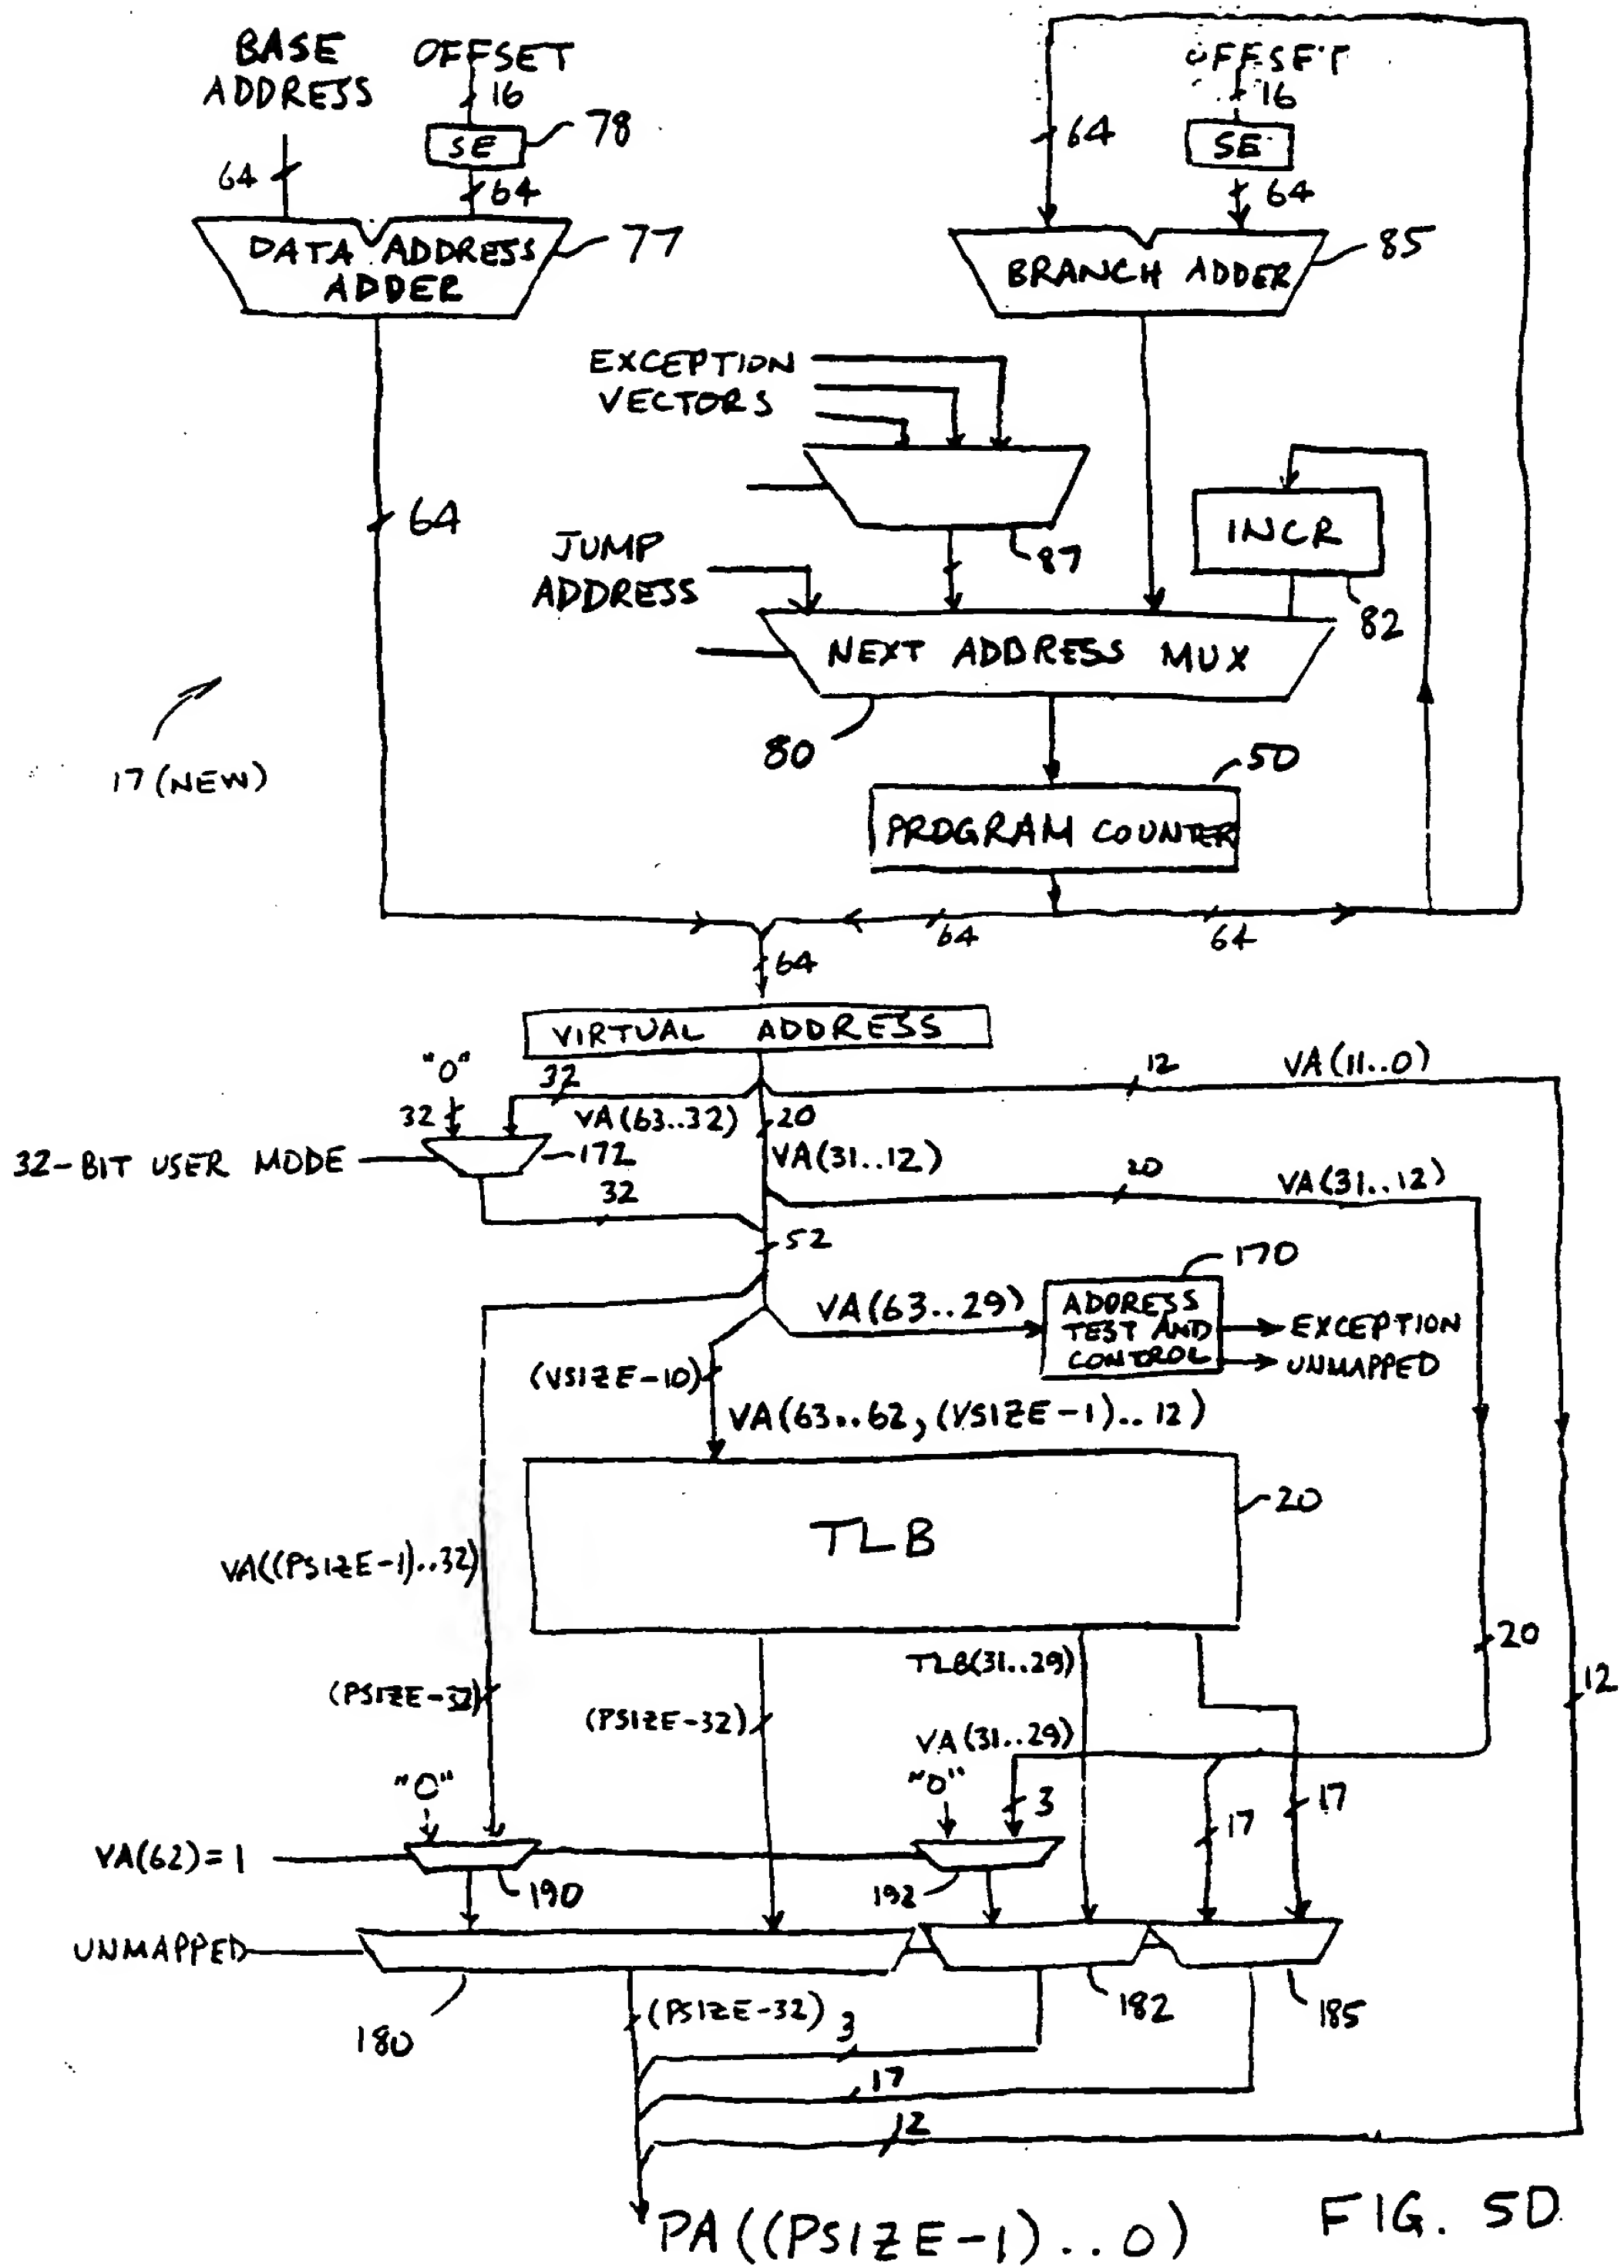 BASE
ADDRESS
OFFSET
16
SE
78
64
64
DATA ADDRESS
ADDER
77
OFFSET
16
SE
64
64
BRANCH ADDER
85
EXCEPTION
VECTORS
87
64
JUMP
ADDRESS
INCR
82
NEXT ADDRESS MUX
80
17 (NEW)
50
PROGRAM COUNTER
64
64
64
VIRTUAL ADDRESS
"0"
32
32
VA(63..32)
20
VA(31..12)
12
VA(11..0)
32-BIT USER MODE
172
32
20
VA(31..12)
52
170
VA(63..29)
ADDRESS
TEST AND
CONTROL
EXCEPTION
UNMAPPED
(VSIZE-10)
VA(63..62, (VSIZE-1)..12)
TLB
20
VA((PSIZE-1)..32)
20
12
(PSIZE-32)
(PSIZE-32)
TLB(31..29)
VA(31..29)
"0"
"0"
3
17
17
VA(62)=1
190
192
UNMAPPED
180
182
185
(PSIZE-32)
3
17
12
PA((PSIZE-1)..0)
FIG. 5D